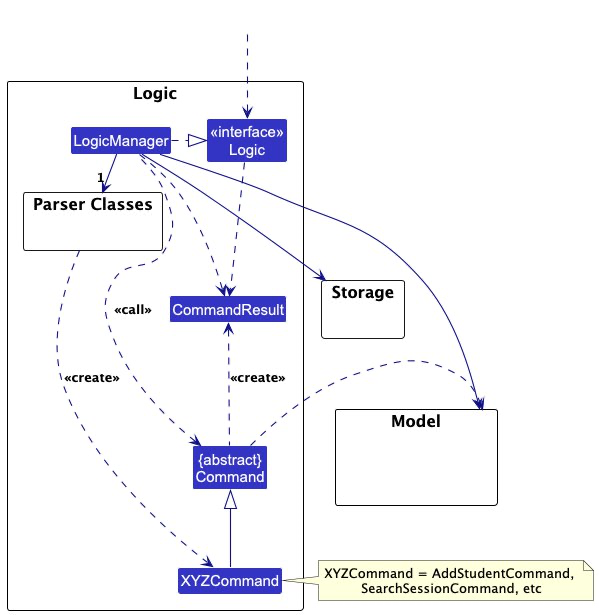 Logic
LogicManager
«interface»
Logic
1
Parser Classes
Storage
CommandResult
«call»
«create»
«create»
Model
{abstract}
Command
XYZCommand
XYZCommand = AddStudentCommand,
SearchSessionCommand, etc